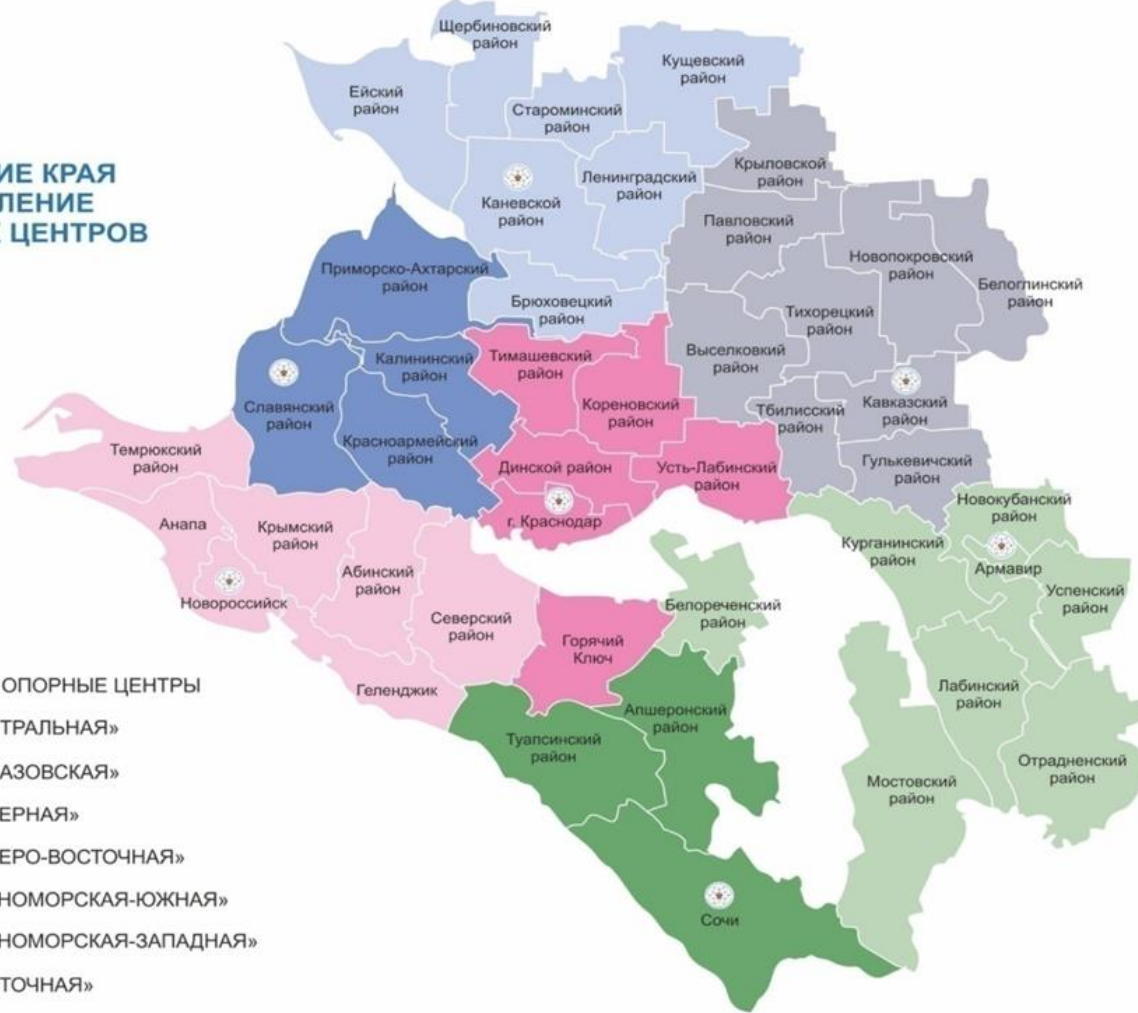 ИЕ КРАЯ
ЛЕНИЕ
ЦЕНТРОВ
Щербиновский
район
Ейский
район
Староминский
район
Кущевский
район
Каневской
район
Ленинградский
район
Крыловской
район
Павловский
район
Новопокровский
район
Белоглинский
район
Приморско-Ахтарский
район
Брюховецкий
район
Тихорецкий
район
Выселковкий
район
Калининский
район
Тимашевский
район
Славянский
район
Кореновский
район
Тбилисский
район
Кавказский
район
Красноармейский
район
Темрюкский
район
Динской район
Усть-Лабинский
район
Гулькевичский
район
г. Краснодар
Новокубанский
район
Анапа
Крымский
район
Курганинский
район
Армавир
Абинский
район
Новороссийск
Успенский
район
Северский
район
Белореченский
район
Горячий
Ключ
Геленджик
Лабинский
район
Апшеронский
район
Туапсинский
район
Отрадненский
район
Мостовский
район
Сочи
ОПОРНЫЕ ЦЕНТРЫ
ТРАЛЬНАЯ»
АЗОВСКАЯ»
ЕРНАЯ»
ЕРО-ВОСТОЧНАЯ»
НОМОРСКАЯ-ЮЖНАЯ»
НОМОРСКАЯ-ЗАПАДНАЯ»
ТОЧНАЯ»